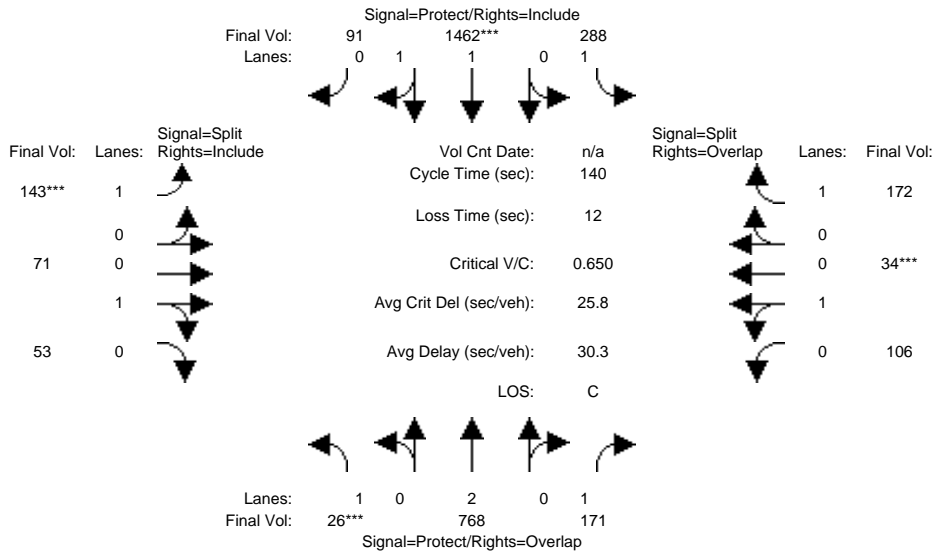 Signal=Protect/Rights=Include
Final Vol: 91 1462*** 288
Lanes: 0 1 1 0 1
Signal=Split
Final Vol: Lanes: Rights=Include
Vol Cnt Date: n/a
Signal=Split
Rights=Overlap Lanes: Final Vol:
Cycle Time (sec): 140
143*** 1
1 172
Loss Time (sec): 12
0
0
71 0
Critical V/C: 0.650
0 34***
1
Avg Crit Del (sec/veh): 25.8
1
53 0
Avg Delay (sec/veh): 30.3
0 106
LOS: C
Lanes: 1 0 2 0 1
Final Vol: 26*** 768 171
Signal=Protect/Rights=Overlap